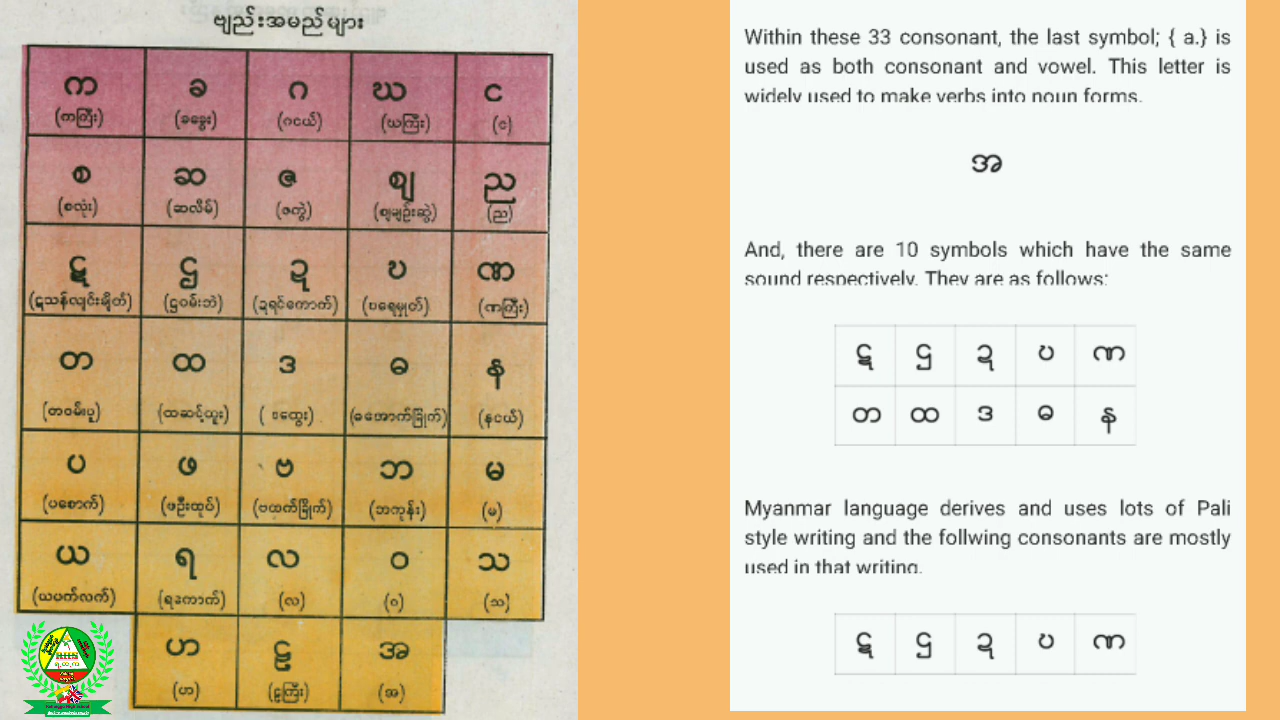 ဗျည်းအမည်များ
က ခ ဂ ဃ င
(ကကြီး) (ခခွေး) (ဂငယ်) (ဃကြီး) (င)
စ ဆ ဇ ဈ ည
(စလုံး) (ဆလိမ်) (ဇကွဲ) (ဈမျဉ်းဆွဲ) (ည)
ဋ ဌ ဍ ဎ ဏ
(ဋသန်လျင်းချိတ်) (ဌဝမ်းဘဲ) (ဍရင်ကောက်) (ဎရေမှုတ်) (ဏကြီး)
တ ထ ဒ ဓ န
(တဝမ်းပူ) (ထဆင်ထူး) (ဒထွေး) (ဓအောက်ခြိုက်) (နငယ်)
ပ ဖ ဗ ဘ မ
(ပစောက်) (ဖဦးထုပ်) (ဗထက်ခြိုက်) (ဘကုန်း) (မ)
ယ ရ လ ဝ သ
(ယပက်လက်) (ရကောက်) (လ) (ဝ) (သ)
ဟ ဠ အ
(ဟ) (ဠကြီး) (အ)
Within these 33 consonant, the last symbol; { a.} is
used as both consonant and vowel. This letter is
widely used to make verbs into noun forms.
အ
And, there are 10 symbols which have the same
sound respectively. They are as follows:
ဋ ဌ ဍ ဎ ဏ
တ ထ ဒ ဓ န
Myanmar language derives and uses lots of Pali
style writing and the follwing consonants are mostly
used in that writing.
ဋ ဌ ဍ ဎ ဏ